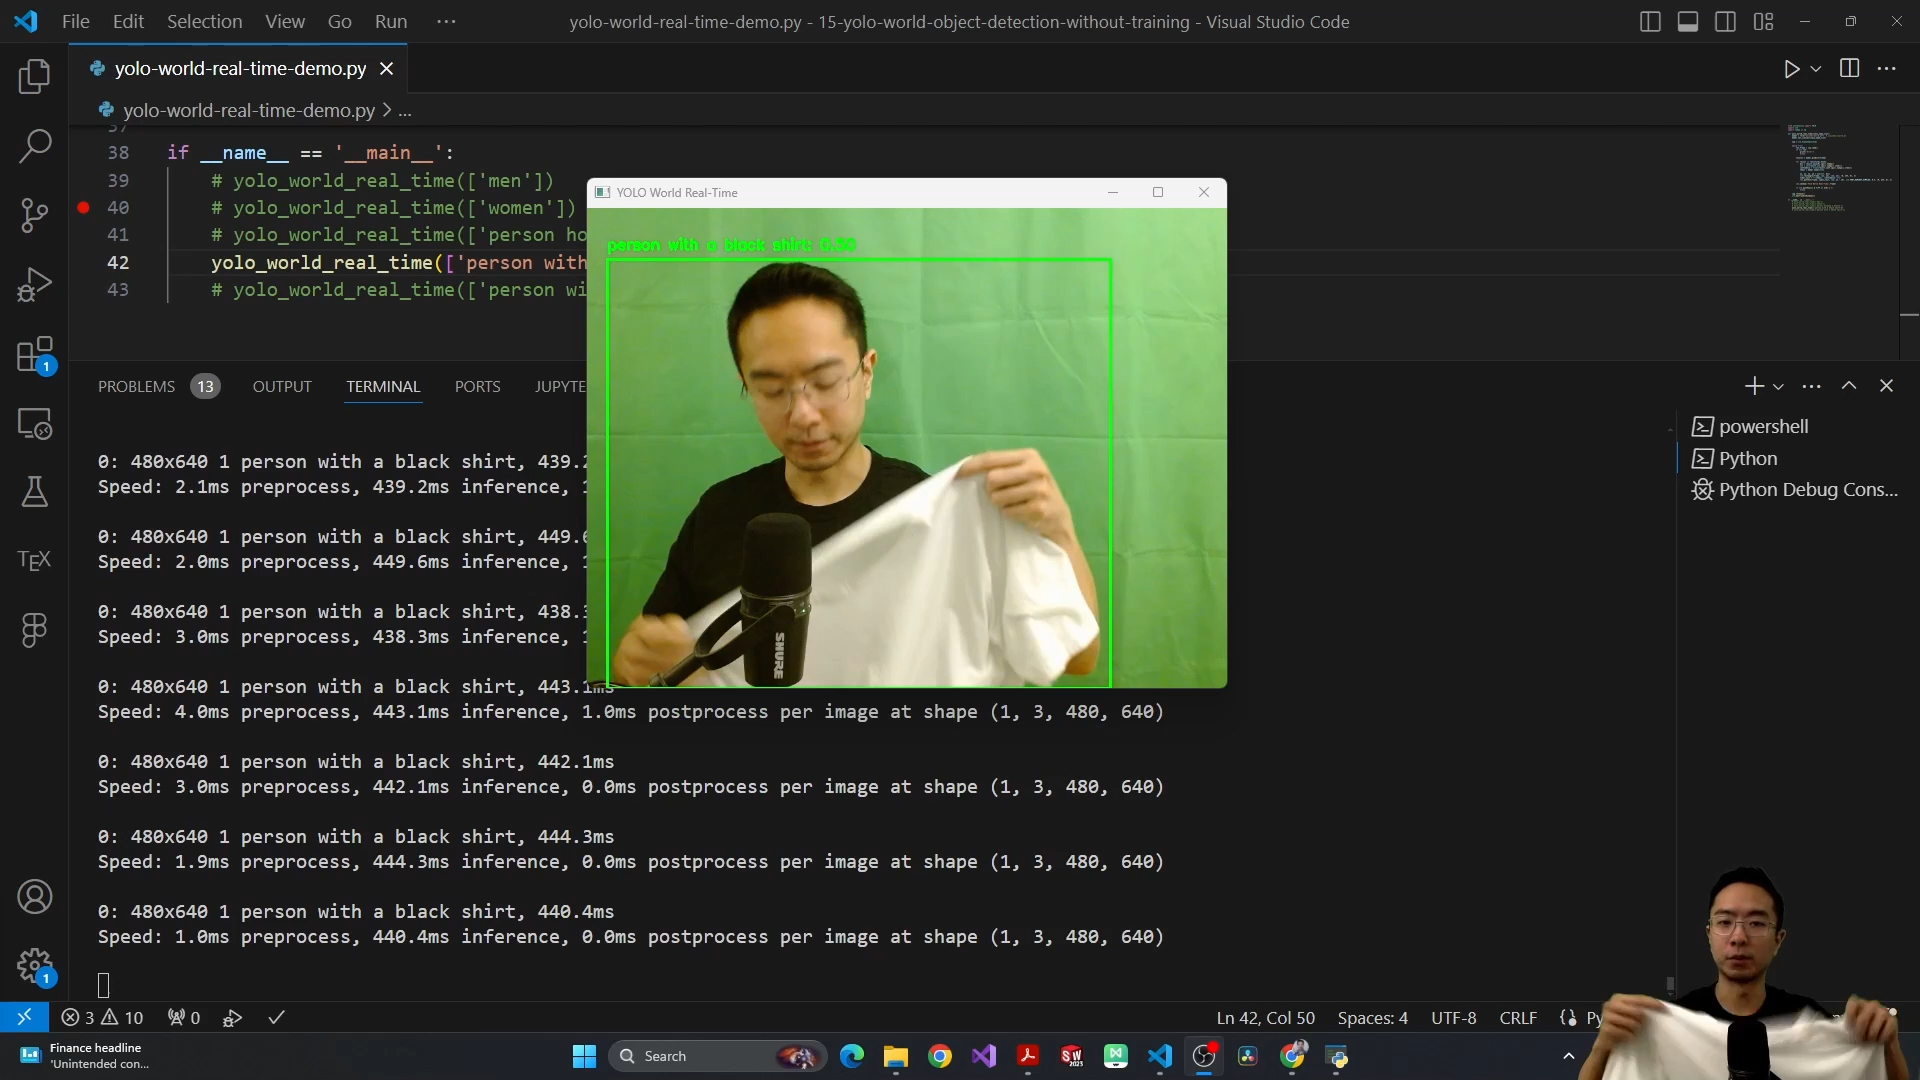 File Edit Selection View Go Run ···
yolo-world-real-time-demo.py - 15-yolo-world-object-detection-without-training - Visual Studio Code
yolo-world-real-time-demo.py
yolo-world-real-time-demo.py > ...
37
38 if __name__ == '__main__':
39 # yolo_world_real_time(['men'])
40 # yolo_world_real_time(['women'])
41 # yolo_world_real_time(['person ho
42 yolo_world_real_time(['person with
43 # yolo_world_real_time(['person wi
YOLO World Real-Time
person with a black shirt:
SHURE
PROBLEMS 13 OUTPUT TERMINAL PORTS JUPYTE
powershell
Python
Python Debug Cons...
0: 480x640 1 person with a black shirt, 439.2
Speed: 2.1ms preprocess, 439.2ms inference,
0: 480x640 1 person with a black shirt, 449.6
Speed: 2.0ms preprocess, 449.6ms inference,
0: 480x640 1 person with a black shirt, 438.3
Speed: 3.0ms preprocess, 438.3ms inference,
0: 480x640 1 person with a black shirt, 443.1ms
Speed: 4.0ms preprocess, 443.1ms inference, 1.0ms postprocess per image at shape (1, 3, 480, 640)
0: 480x640 1 person with a black shirt, 442.1ms
Speed: 3.0ms preprocess, 442.1ms inference, 0.0ms postprocess per image at shape (1, 3, 480, 640)
0: 480x640 1 person with a black shirt, 444.3ms
Speed: 1.9ms preprocess, 444.3ms inference, 0.0ms postprocess per image at shape (1, 3, 480, 640)
0: 480x640 1 person with a black shirt, 440.4ms
Speed: 1.0ms preprocess, 440.4ms inference, 0.0ms postprocess per image at shape (1, 3, 480, 640)
1
TEX
1
3 10 0
Ln 42, Col 50 Spaces: 4 UTF-8 CRLF {} Py
Finance headline
'Unintended con...
Search
SW
2023